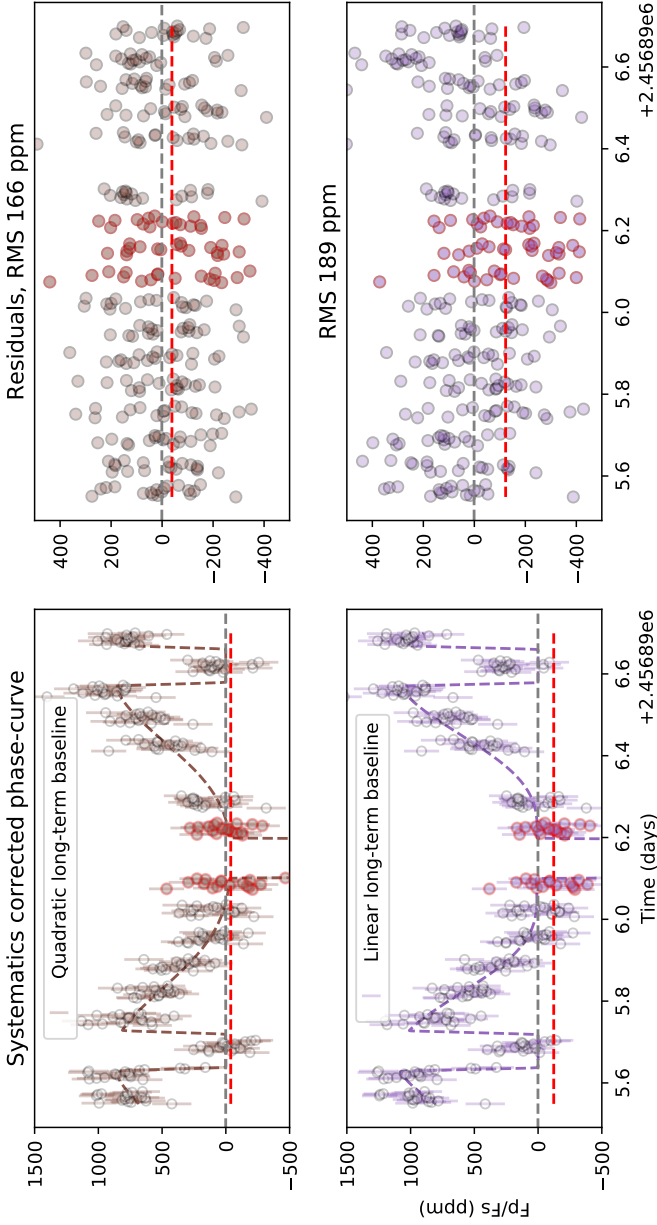 Systematics corrected phase-curve
1500
1000
500
0
−500
Quadratic long-term baseline
Residuals, RMS 166 ppm
400
200
0
−200
−400
Fp/Fs (ppm)
1500
1000
500
0
−500
Linear long-term baseline
5.6 5.8 6.0 6.2 6.4 6.6
+2.45689e6
Time (days)
RMS 189 ppm
400
200
0
−200
−400
5.6 5.8 6.0 6.2 6.4 6.6
+2.45689e6